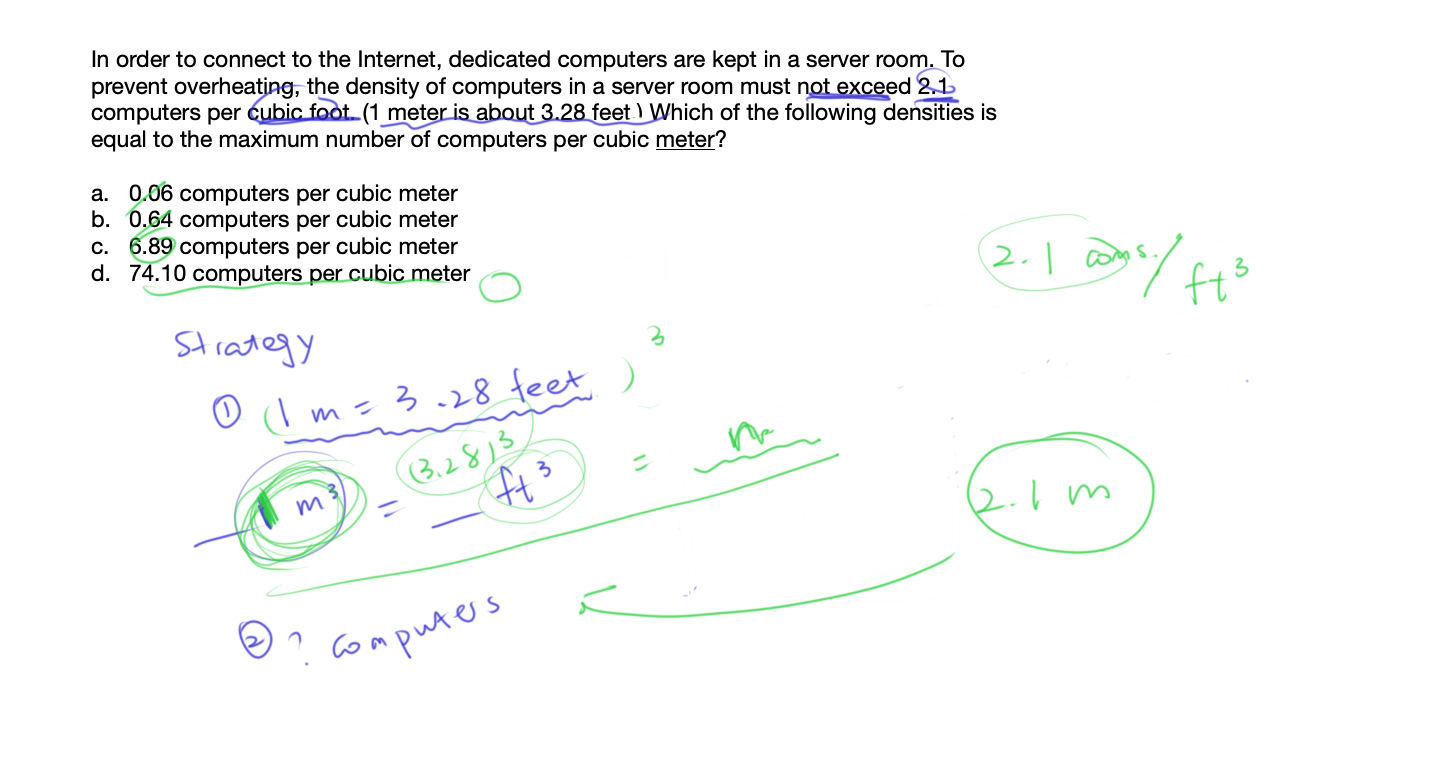 In order to connect to the Internet, dedicated computers are kept in a server room. To
prevent overheating, the density of computers in a server room must not exceed 2.1
computers per cubic foot. (1 meter is about 3.28 feet.) Which of the following densities is
equal to the maximum number of computers per cubic meter?
a. 0.06 computers per cubic meter
b. 0.64 computers per cubic meter
c. 6.89 computers per cubic meter
d. 74.10 computers per cubic meter
2.1 coms./ft³
Strategy
① (1 m = 3.28 feet)³
1 m³ = (3.28)³ ft³ =
2.1 m
② ? computers